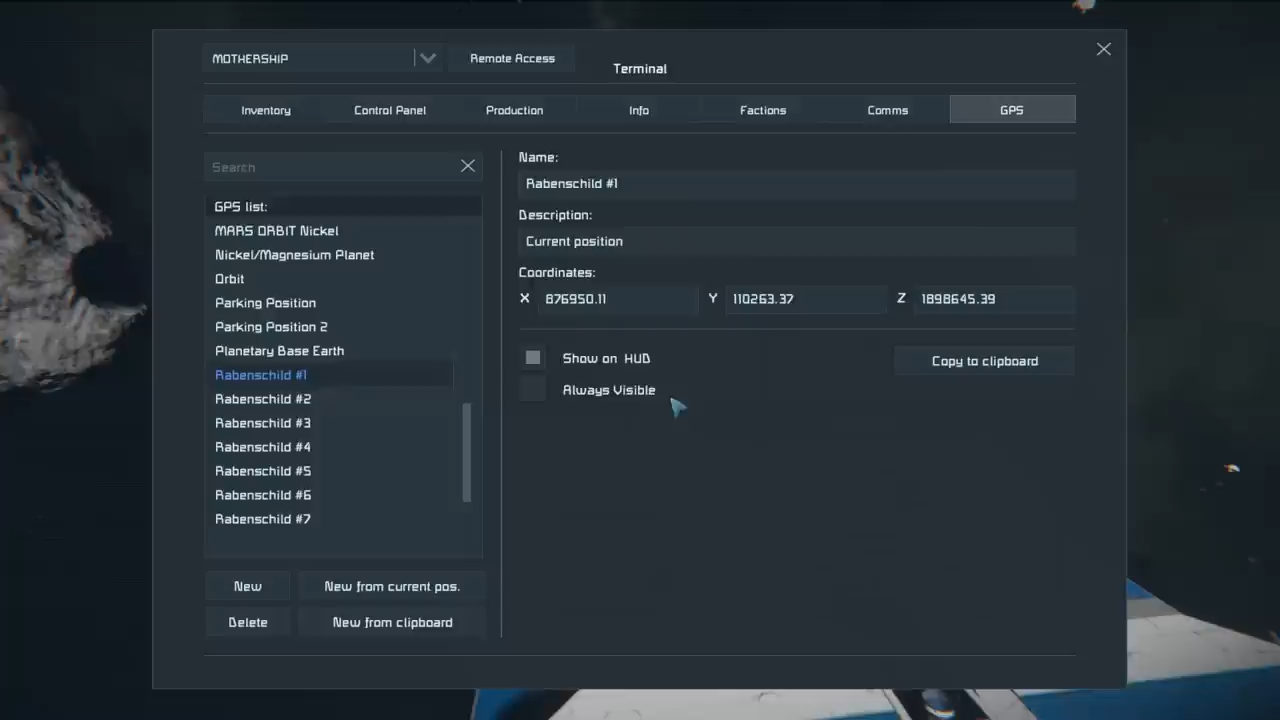 MOTHERSHIP
Remote Access
Terminal
Inventory
Control Panel
Production
Info
Factions
Comms
GPS
Search
GPS list:
MARS ORBIT Nickel
Nickel/Magnesium Planet
Orbit
Parking Position
Parking Position 2
Planetary Base Earth
Rabenschild #1
Rabenschild #2
Rabenschild #3
Rabenschild #4
Rabenschild #5
Rabenschild #6
Rabenschild #7
New
New from current pos.
Delete
New from clipboard
Name:
Rabenschild #1
Description:
Current position
Coordinates:
X 876950.11 Y 110263.37 Z 1898645.39
Show on HUD
Copy to clipboard
Always Visible